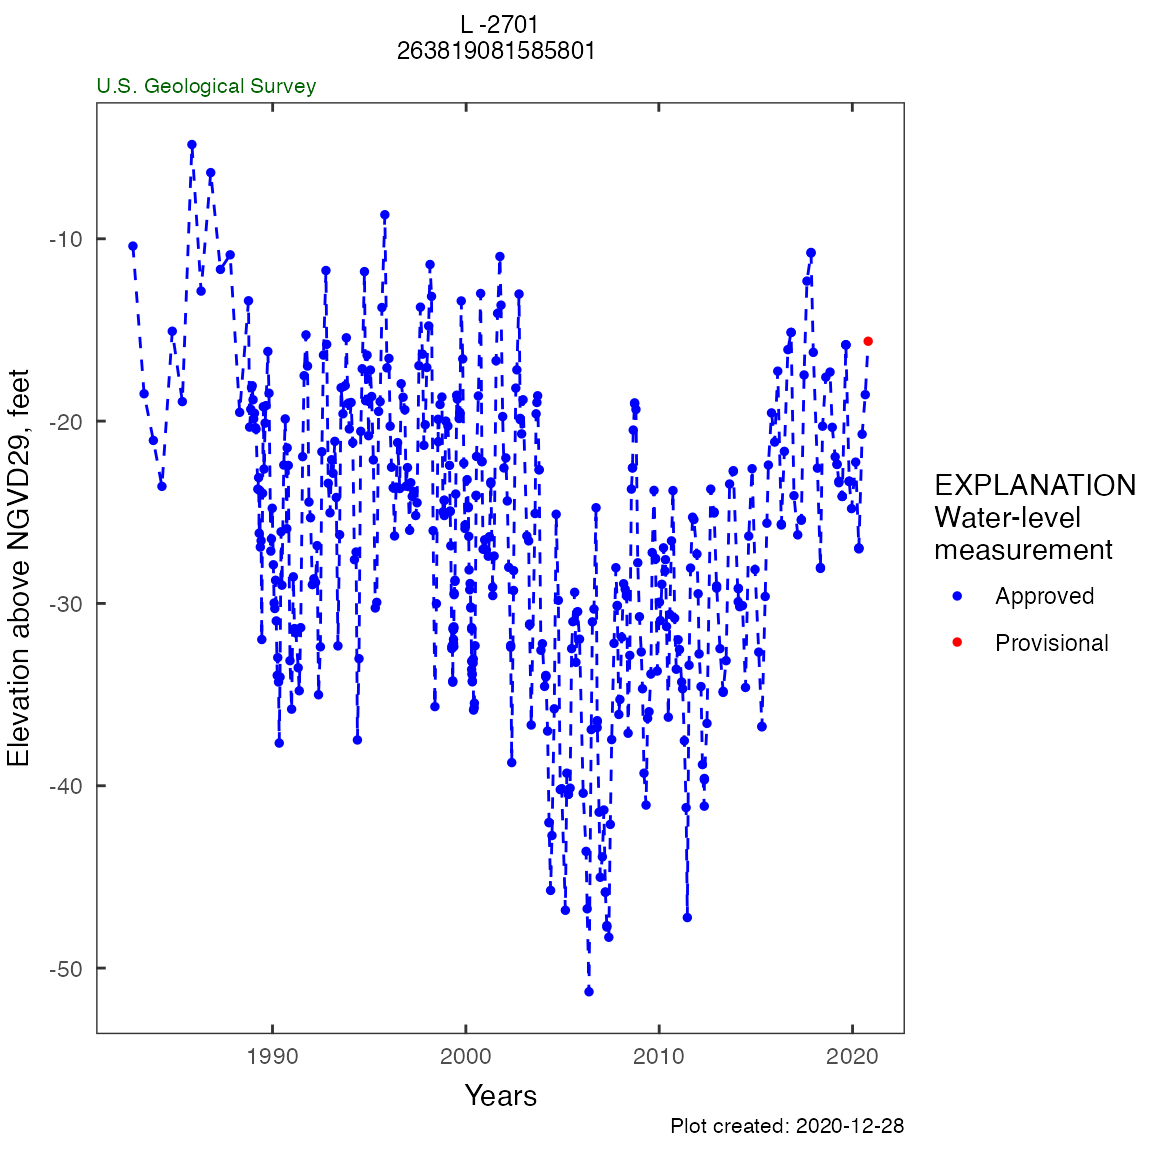 L -2701
263819081585801
U.S. Geological Survey
Elevation above NGVD29, feet
-10
-20
-30
-40
-50
1990
2000
2010
2020
Years
EXPLANATION
Water-level
measurement
Approved
Provisional
Plot created: 2020-12-28